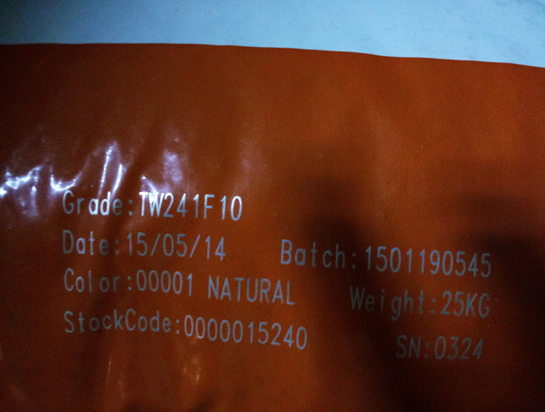 Grade:TW241F10
Date:15/05/14 Batch:1501190545
Color:00001 NATURAL Weight:25KG
StockCode:0000015240 SN:0324